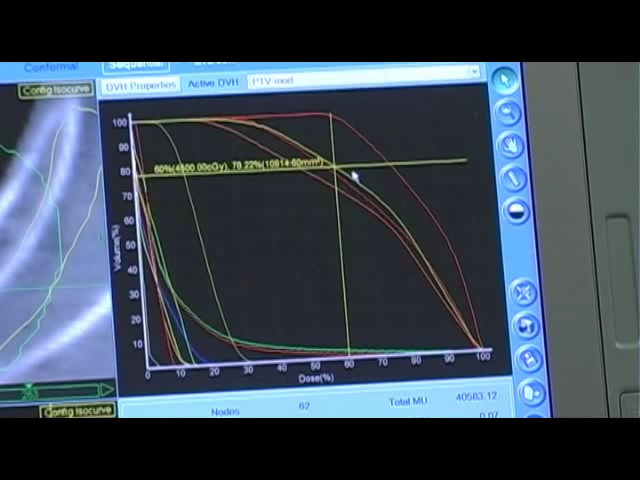 Conformal
Sequential
Config Isocurve
DVH Properties
Active DVH
PTV-mod
60%(4500.00cGy), 78.22%(10814.60mm³)
Volume(%)
100
90
80
70
60
50
40
30
20
10
0 10 20 30 40 50 60 70 80 90 100
Dose(%)
Config Isocurve
Nodes 62
Total MU 40583.12
0.07